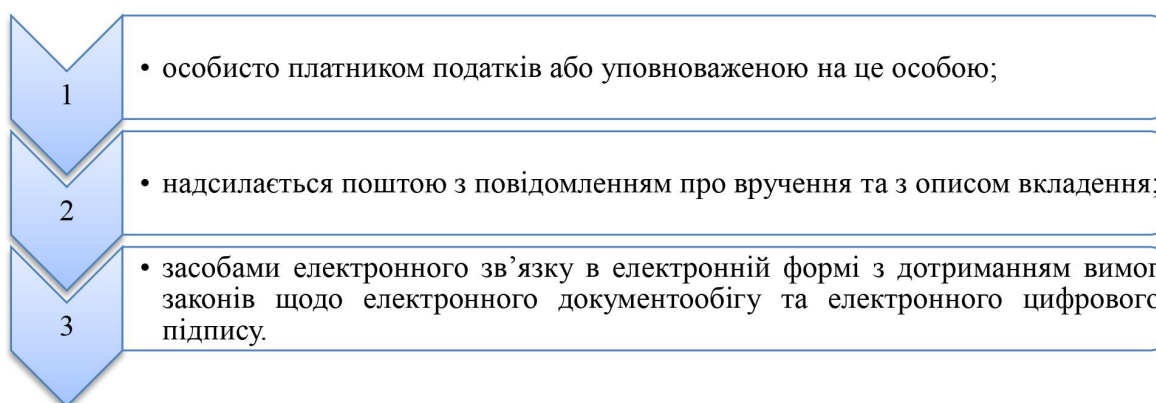 1
• особисто платником податків або уповноваженою на це особою;
2
• надсилається поштою з повідомленням про вручення та з описом вкладення;
3
• засобами електронного зв’язку в електронній формі з дотриманням вимог
законів щодо електронного документообігу та електронного цифрового
підпису.